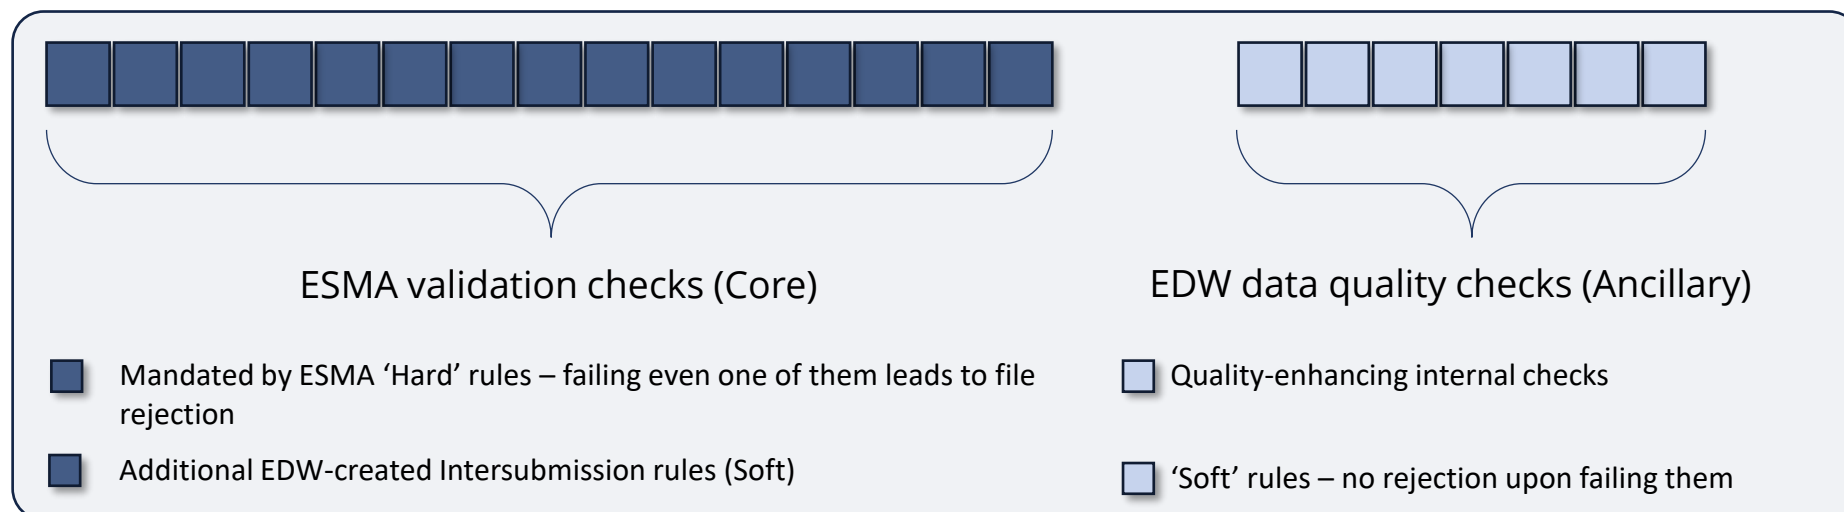 ESMA validation checks (Core)
Mandated by ESMA ‘Hard’ rules – failing even one of them leads to file
rejection
Additional EDW-created Intersubmission rules (Soft)
EDW data quality checks (Ancillary)
Quality-enhancing internal checks
‘Soft’ rules – no rejection upon failing them